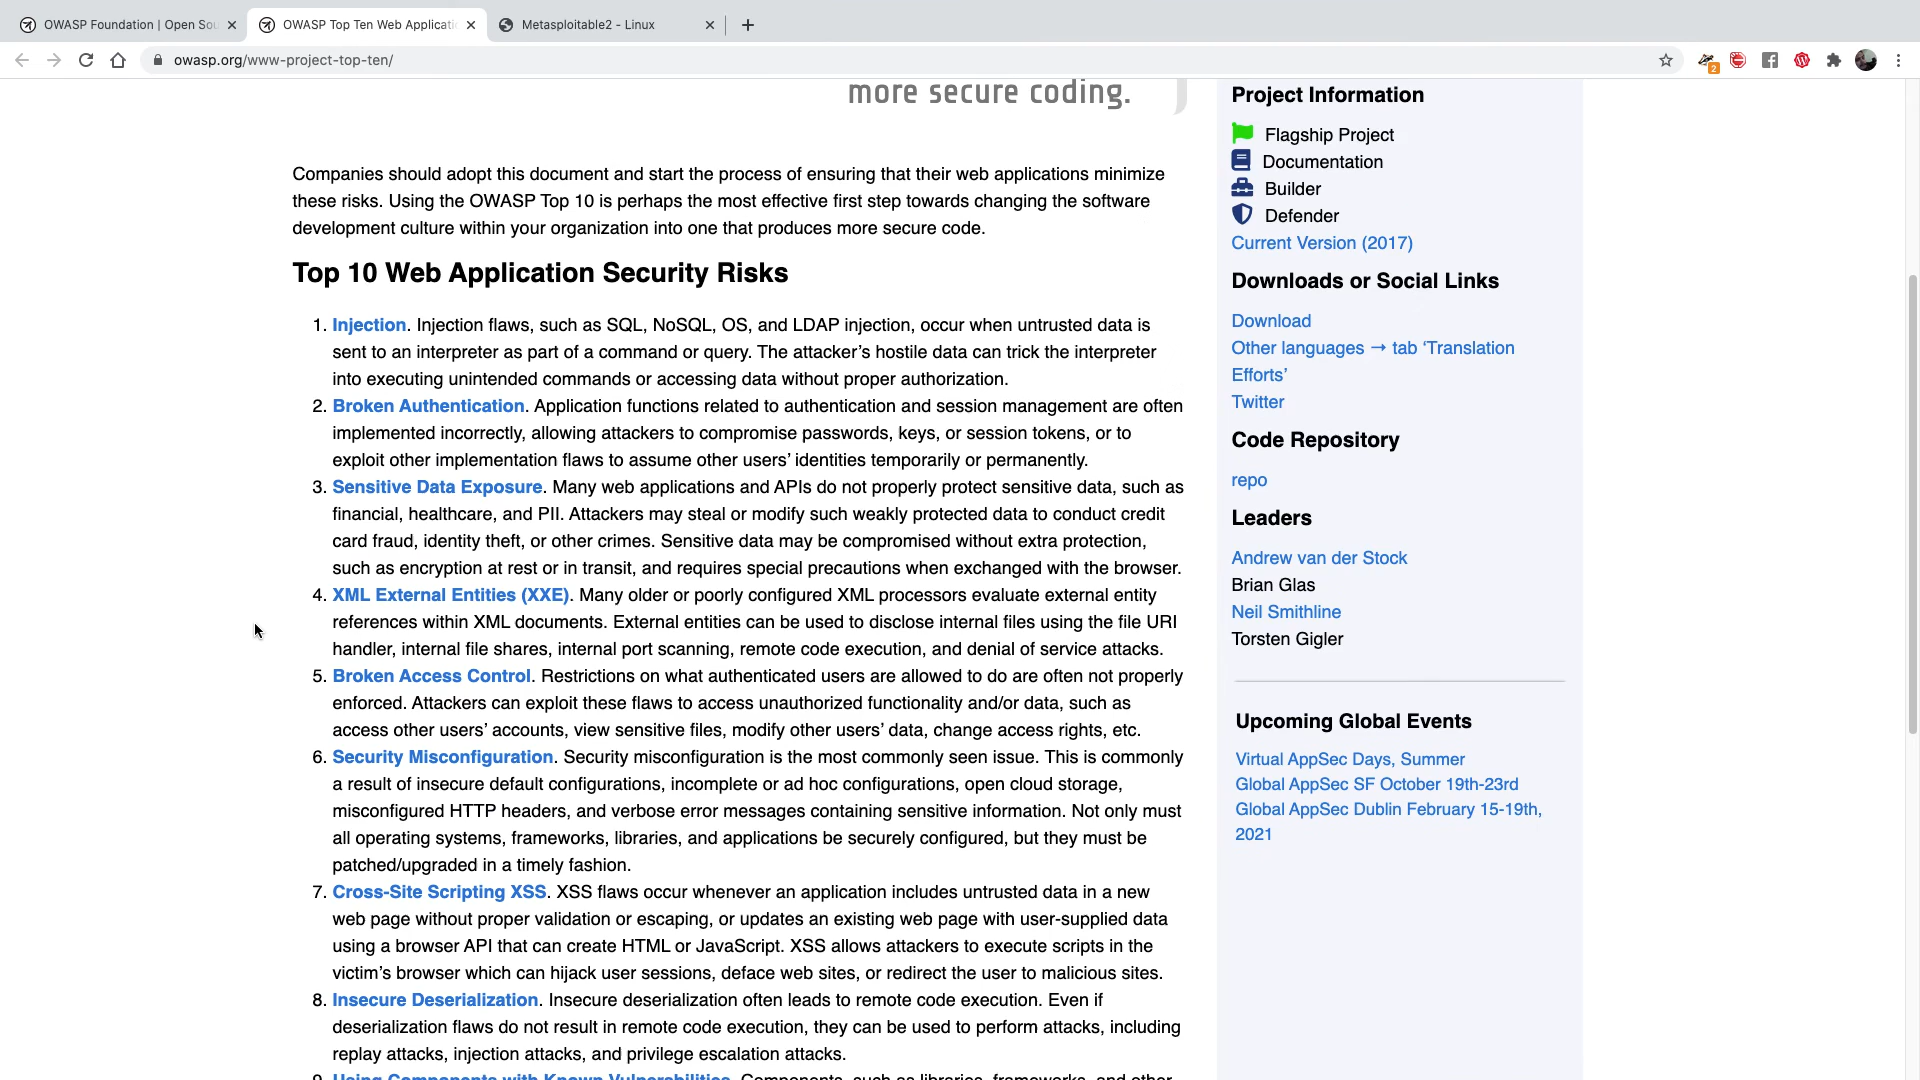 OWASP Foundation | Open Sou
OWASP Top Ten Web Applicati
Metasploitable2 - Linux
owasp.org/www-project-top-ten/
2
more secure coding.
Companies should adopt this document and start the process of ensuring that their web applications minimize
these risks. Using the OWASP Top 10 is perhaps the most effective first step towards changing the software
development culture within your organization into one that produces more secure code.
Top 10 Web Application Security Risks
1. Injection. Injection flaws, such as SQL, NoSQL, OS, and LDAP injection, occur when untrusted data is
sent to an interpreter as part of a command or query. The attacker’s hostile data can trick the interpreter
into executing unintended commands or accessing data without proper authorization.
2. Broken Authentication. Application functions related to authentication and session management are often
implemented incorrectly, allowing attackers to compromise passwords, keys, or session tokens, or to
exploit other implementation flaws to assume other users’ identities temporarily or permanently.
3. Sensitive Data Exposure. Many web applications and APIs do not properly protect sensitive data, such as
financial, healthcare, and PII. Attackers may steal or modify such weakly protected data to conduct credit
card fraud, identity theft, or other crimes. Sensitive data may be compromised without extra protection,
such as encryption at rest or in transit, and requires special precautions when exchanged with the browser.
4. XML External Entities (XXE). Many older or poorly configured XML processors evaluate external entity
references within XML documents. External entities can be used to disclose internal files using the file URI
handler, internal file shares, internal port scanning, remote code execution, and denial of service attacks.
5. Broken Access Control. Restrictions on what authenticated users are allowed to do are often not properly
enforced. Attackers can exploit these flaws to access unauthorized functionality and/or data, such as
access other users’ accounts, view sensitive files, modify other users’ data, change access rights, etc.
6. Security Misconfiguration. Security misconfiguration is the most commonly seen issue. This is commonly
a result of insecure default configurations, incomplete or ad hoc configurations, open cloud storage,
misconfigured HTTP headers, and verbose error messages containing sensitive information. Not only must
all operating systems, frameworks, libraries, and applications be securely configured, but they must be
patched/upgraded in a timely fashion.
7. Cross-Site Scripting XSS. XSS flaws occur whenever an application includes untrusted data in a new
web page without proper validation or escaping, or updates an existing web page with user-supplied data
using a browser API that can create HTML or JavaScript. XSS allows attackers to execute scripts in the
victim’s browser which can hijack user sessions, deface web sites, or redirect the user to malicious sites.
8. Insecure Deserialization. Insecure deserialization often leads to remote code execution. Even if
deserialization flaws do not result in remote code execution, they can be used to perform attacks, including
replay attacks, injection attacks, and privilege escalation attacks.
9. Using Components with Known Vulnerabilities. Components, such as libraries, frameworks, and other
Project Information
Flagship Project
Documentation
Builder
Defender
Current Version (2017)
Downloads or Social Links
Download
Other languages → tab ‘Translation
Efforts’
Twitter
Code Repository
repo
Leaders
Andrew van der Stock
Brian Glas
Neil Smithline
Torsten Gigler
Upcoming Global Events
Virtual AppSec Days, Summer
Global AppSec SF October 19th-23rd
Global AppSec Dublin February 15-19th,
2021